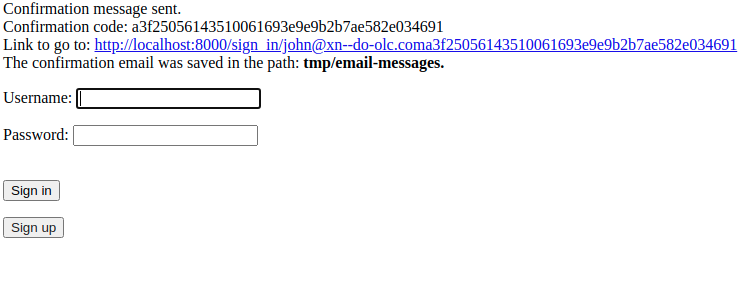 Confirmation message sent.
Confirmation code: a3f25056143510061693e9e9b2b7ae582e034691
Link to go to: http://localhost:8000/sign_in/john@xn--do-olc.coma3f25056143510061693e9e9b2b7ae582e034691
The confirmation email was saved in the path: tmp/email-messages.
Username:
Password:
Sign in
Sign up